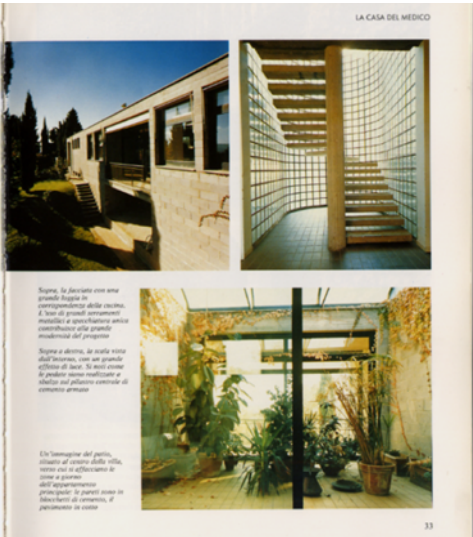 LA CASA DEL MEDICO
Sopra, la facciata con una
grande loggia in
corrispondenza della cucina.
L'uso di grandi serramenti
metallici a specchiatura unica
contribuisce alla grande
modernità del progetto
Sopra a destra, la scala vista
dall'interno, con un grande
effetto di luce. Si noti come
le pedate siano realizzate a
sbalzo sul pilastro centrale di
cemento armato
Un'immagine del patio,
situato al centro della villa,
verso cui si affacciano le
zone a giorno
dell'appartamento
principale: le pareti sono in
blocchetti di cemento, il
pavimento in cotto
33